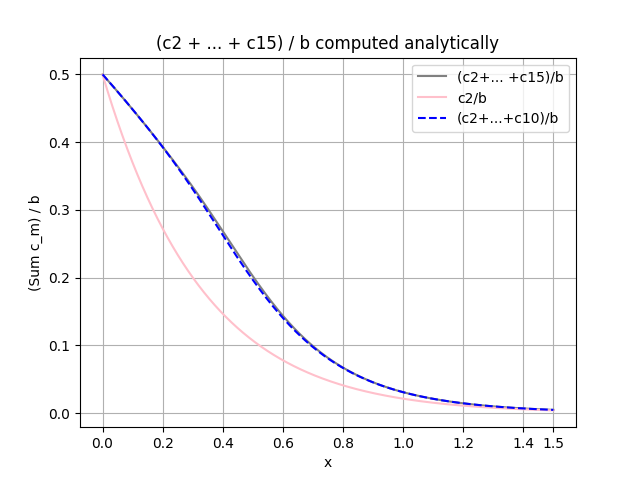 (c2 + ... + c15) / b computed analytically
(c2+... +c15)/b
c2/b
(c2+...+c10)/b
(Sum c_m) / b
0.5
0.4
0.3
0.2
0.1
0.0
0.0 0.2 0.4 0.6 0.8 1.0 1.2 1.4 1.5
x